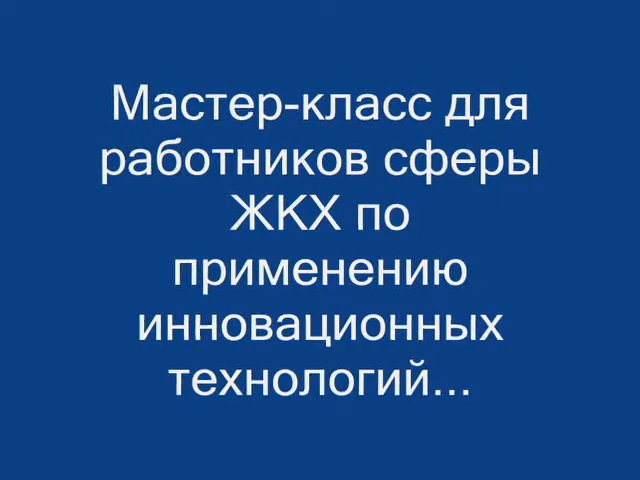 Мастер-класс для
работников сферы
ЖКХ по
применению
инновационных
технологий...